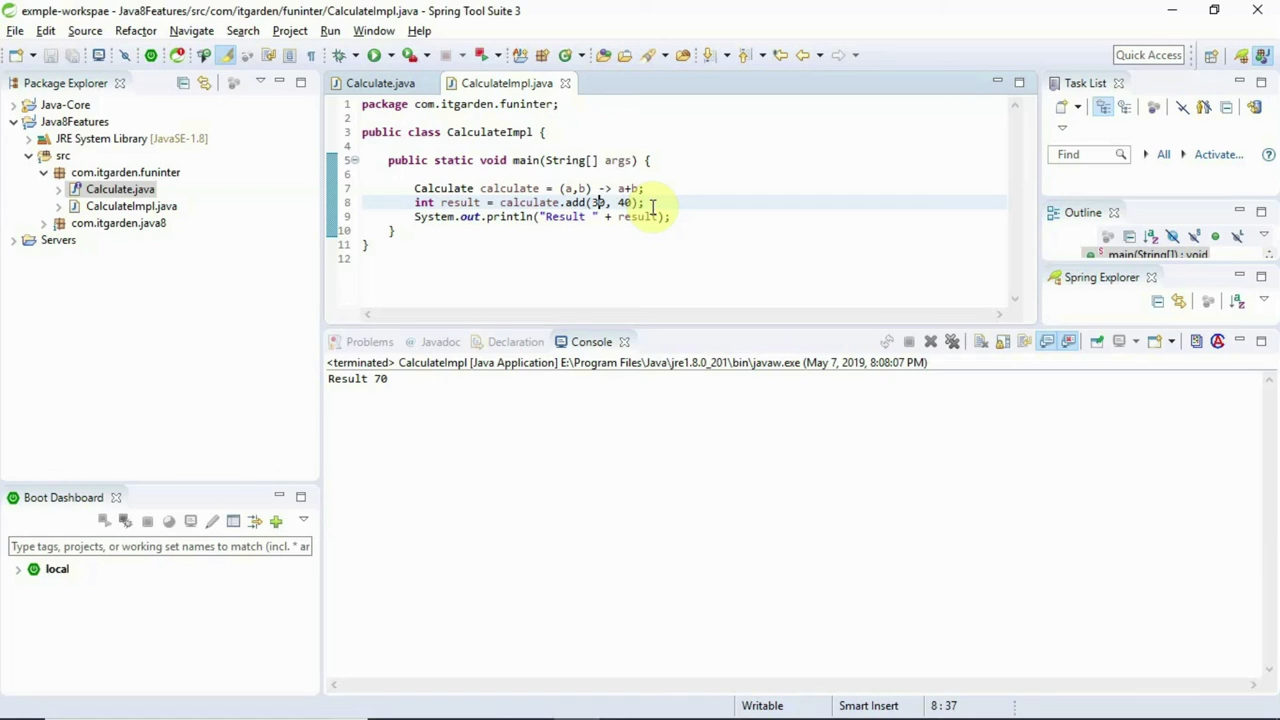 exmple-workspae - Java8Features/src/com/itgarden/funinter/CalculateImpl.java - Spring Tool Suite 3
File Edit Source Refactor Navigate Search Project Run Window Help
Quick Access
Package Explorer
Java-Core
Java8Features
JRE System Library [JavaSE-1.8]
src
com.itgarden.funinter
Calculate.java
CalculateImpl.java
com.itgarden.java8
Servers
Calculate.java
CalculateImpl.java
1 package com.itgarden.funinter;
2
3 public class CalculateImpl {
4
5 public static void main(String[] args) {
6
7 Calculate calculate = (a,b) -> a+b;
8 int result = calculate.add(30, 40);
9 System.out.println("Result " + result);
10 }
11 }
12
Task List
Find
All
Activate...
Outline
main(String[]) : void
Spring Explorer
Problems Javadoc Declaration Console
<terminated> CalculateImpl [Java Application] E:\Program Files\Java\jre1.8.0_201\bin\javaw.exe (May 7, 2019, 8:08:07 PM)
Result 70
Boot Dashboard
Type tags, projects, or working set names to match (incl. * ar
local
Writable
Smart Insert
8 : 37